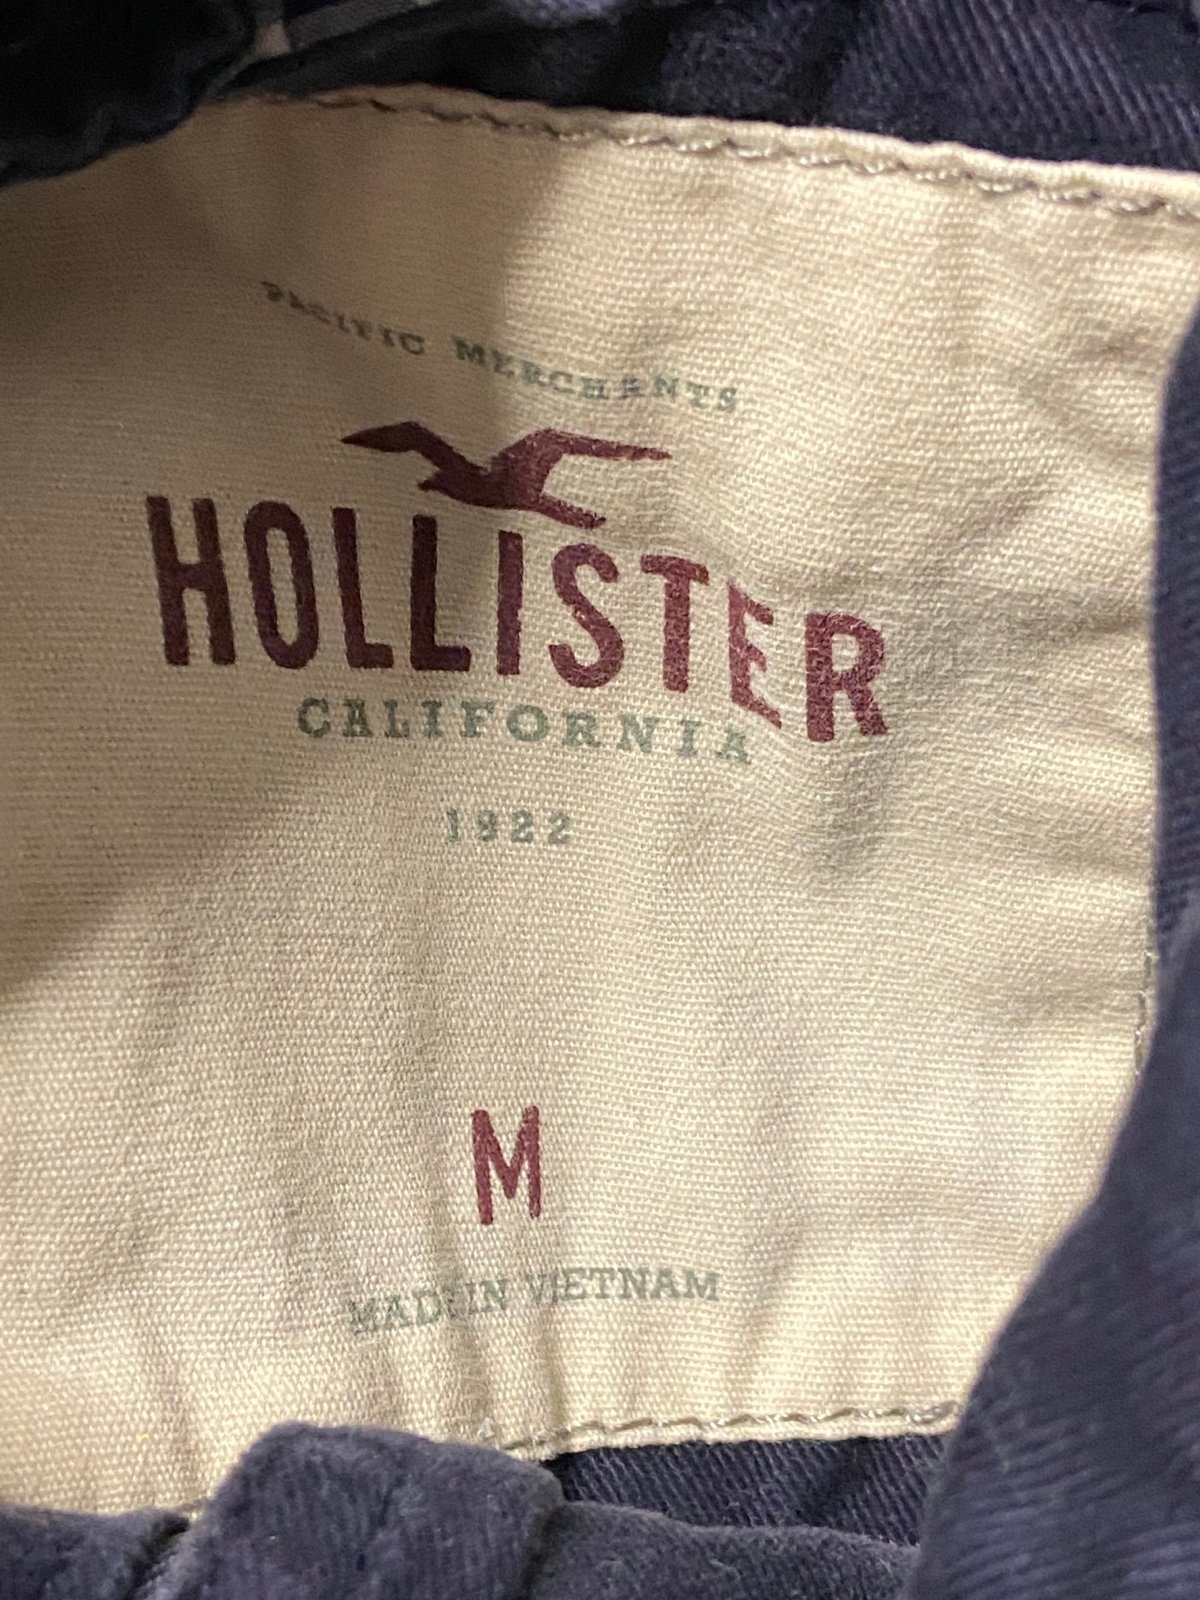 PACIFIC MERCHANTS
HOLLISTER
CALIFORNIA
1922
M
MADE IN VIETNAM